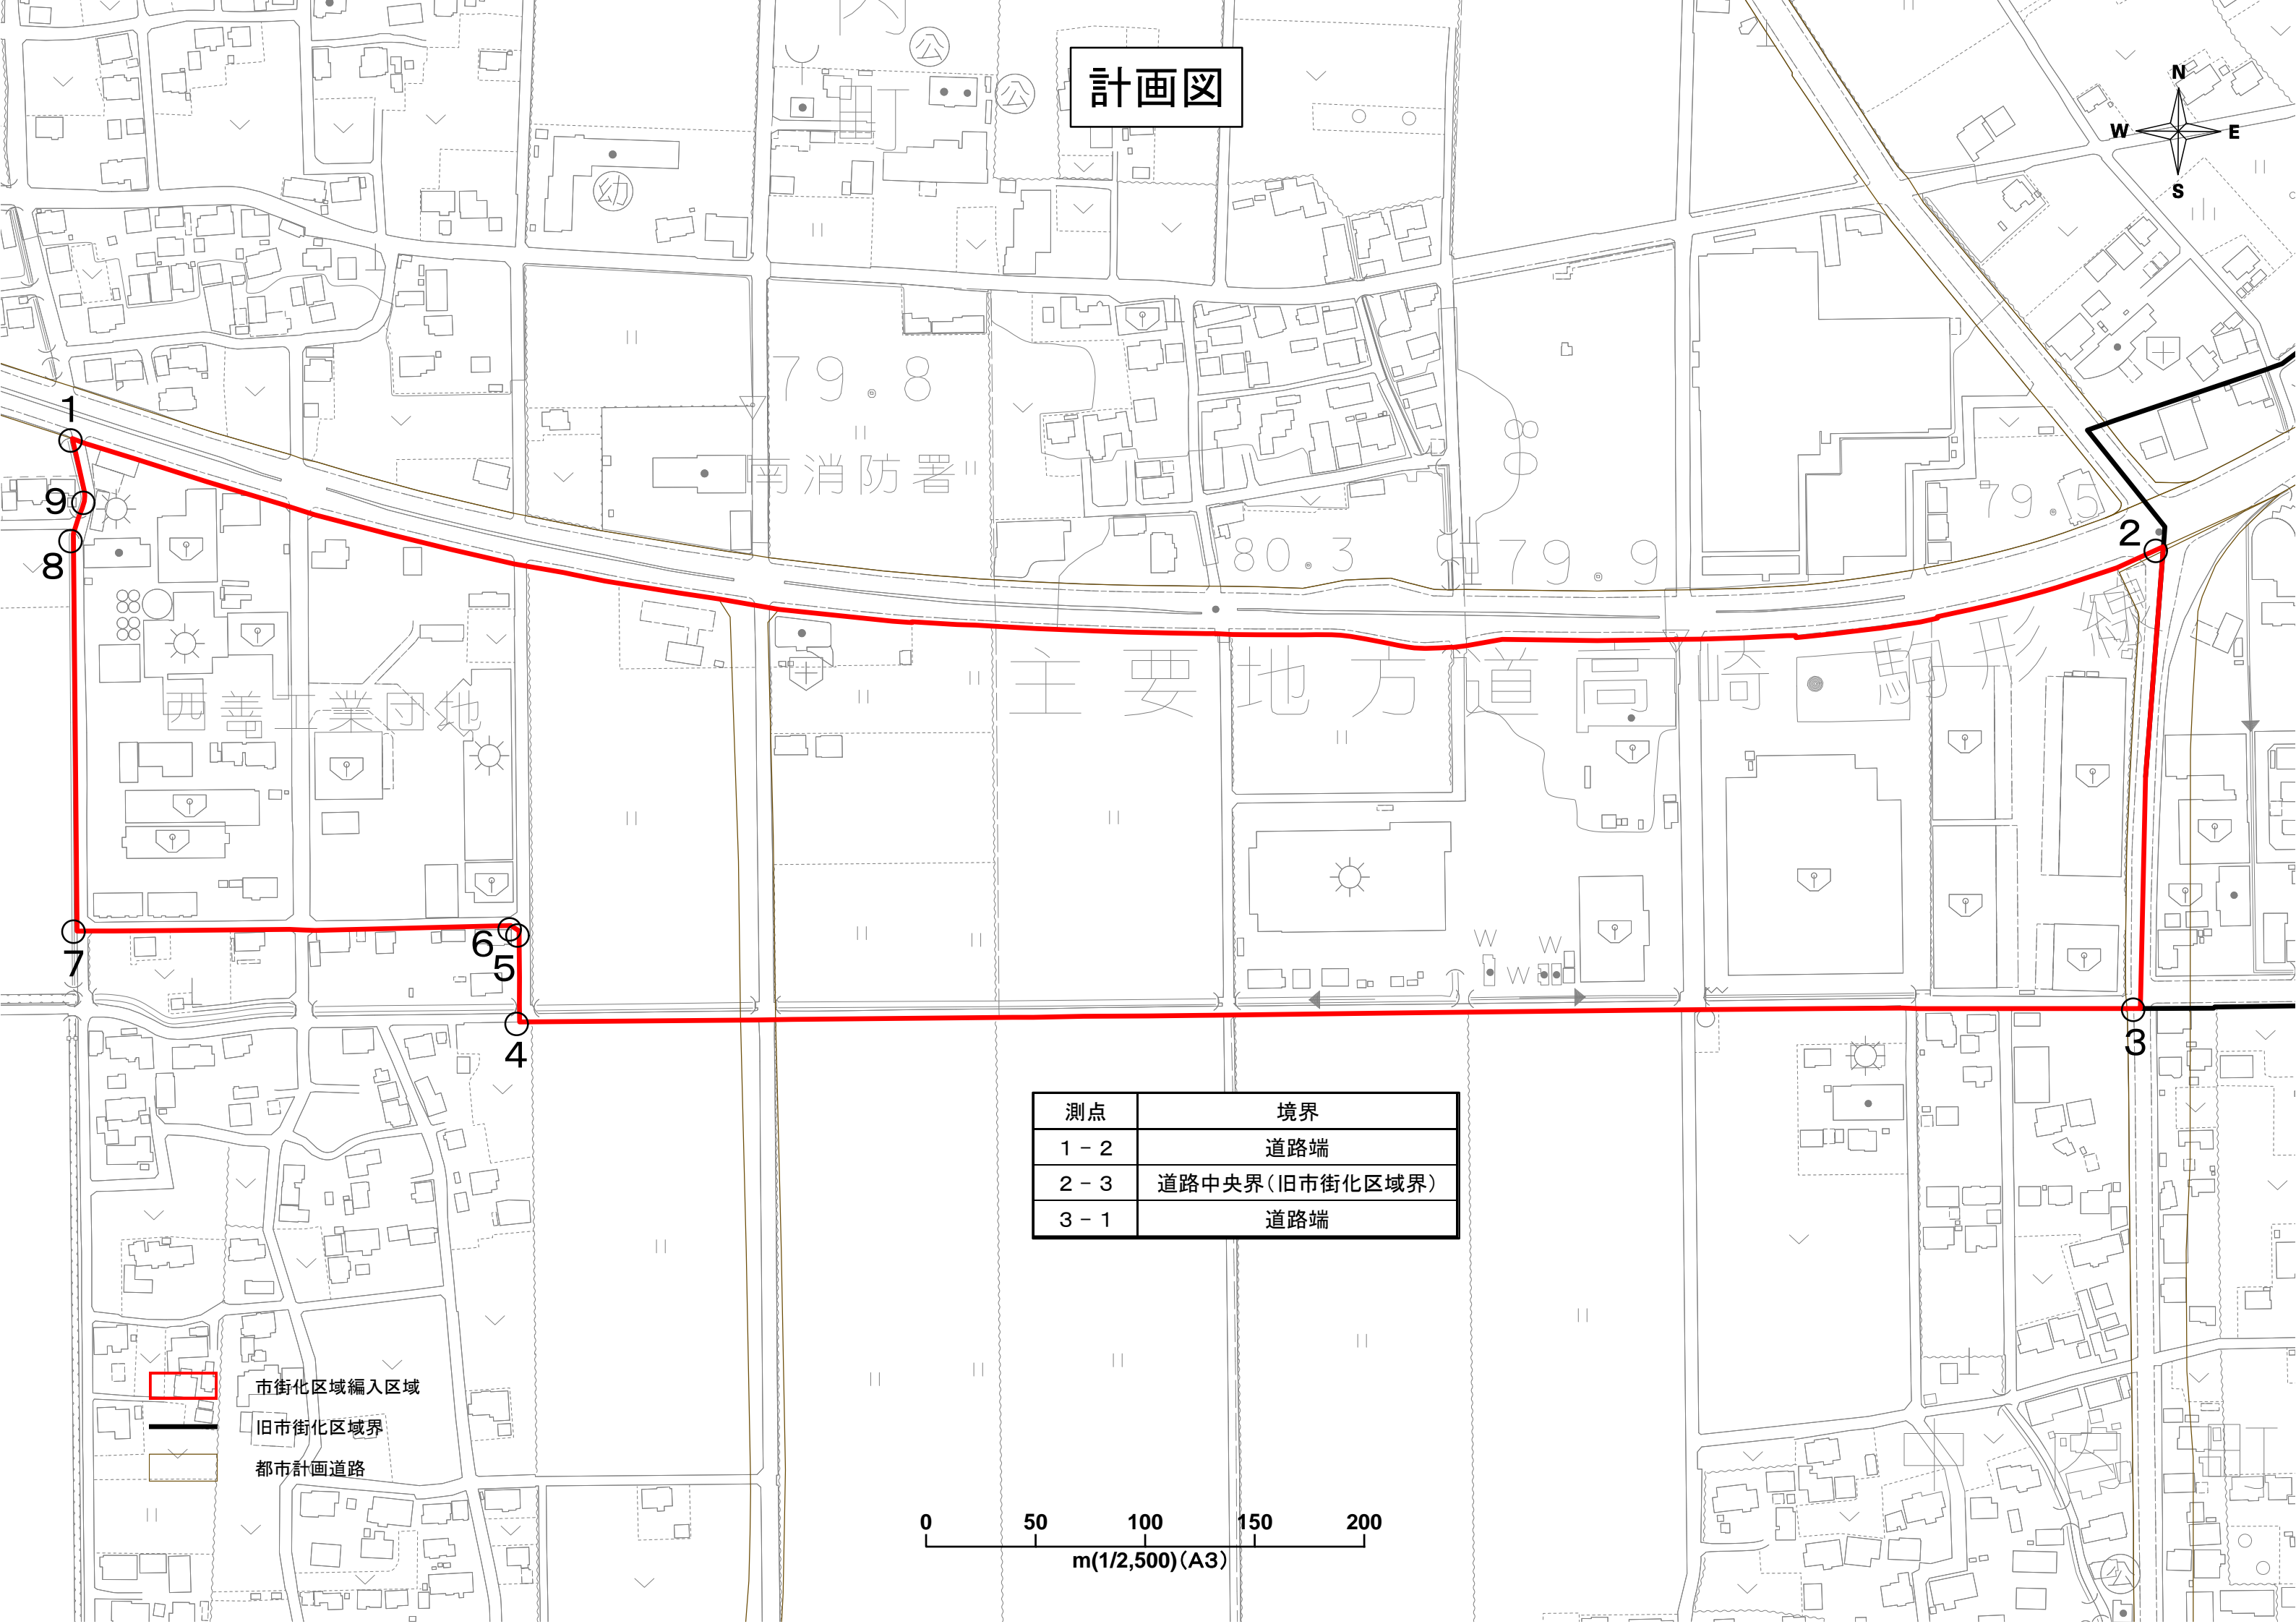 計画図
N
W E
S
公
公
幼
79.8
南消防署
80.3
79.9
79.5
1
2
9
8
西善工業団地
主要地方道高崎駒形線
6
5
7
4
3
W
W
W
測点 境界
1－2 道路端
2－3 道路中央界（旧市街化区域界）
3－1 道路端
市街化区域編入区域
旧市街化区域界
都市計画道路
0 50 100 150 200
m(1/2,500)（A3）
公